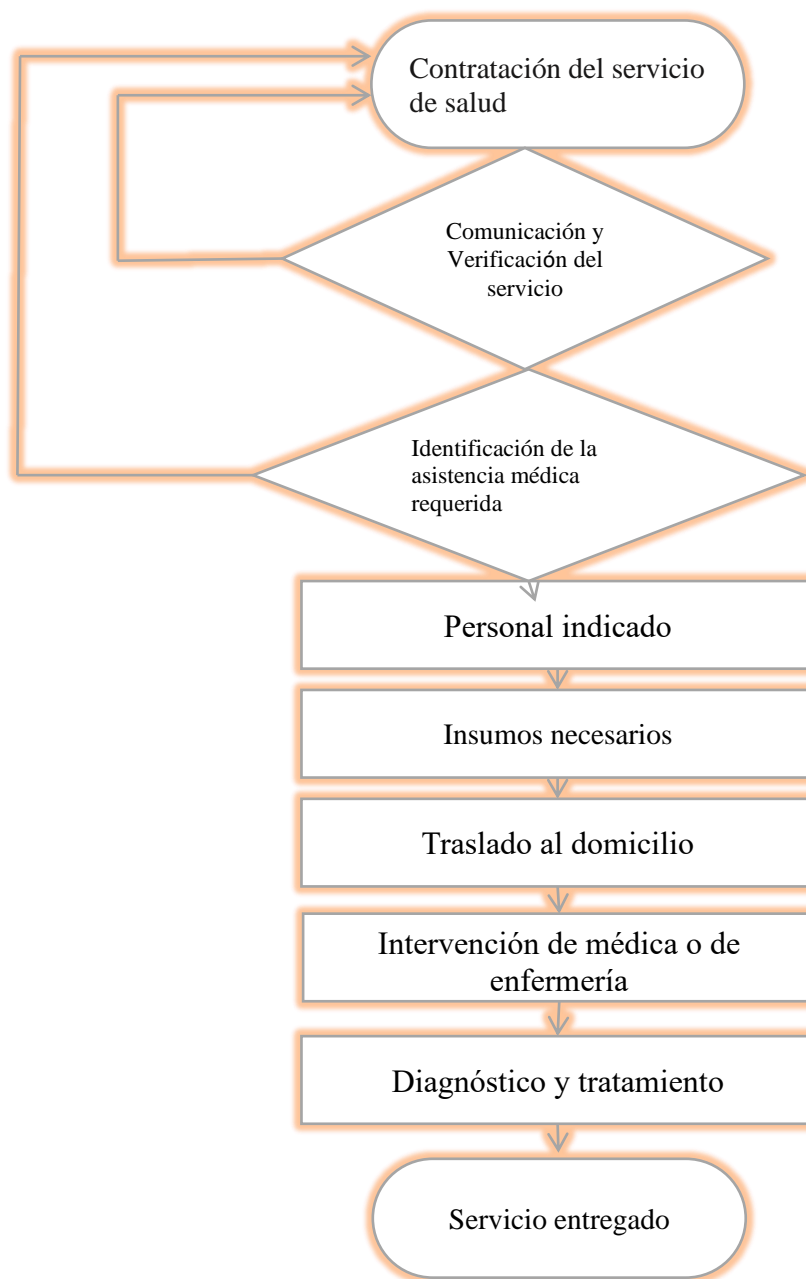 Contratación del servicio
de salud
Comunicación y
Verificación del
servicio
Identificación de la
asistencia médica
requerida
Personal indicado
Insumos necesarios
Traslado al domicilio
Intervención de médica o de
enfermería
Diagnóstico y tratamiento
Servicio entregado